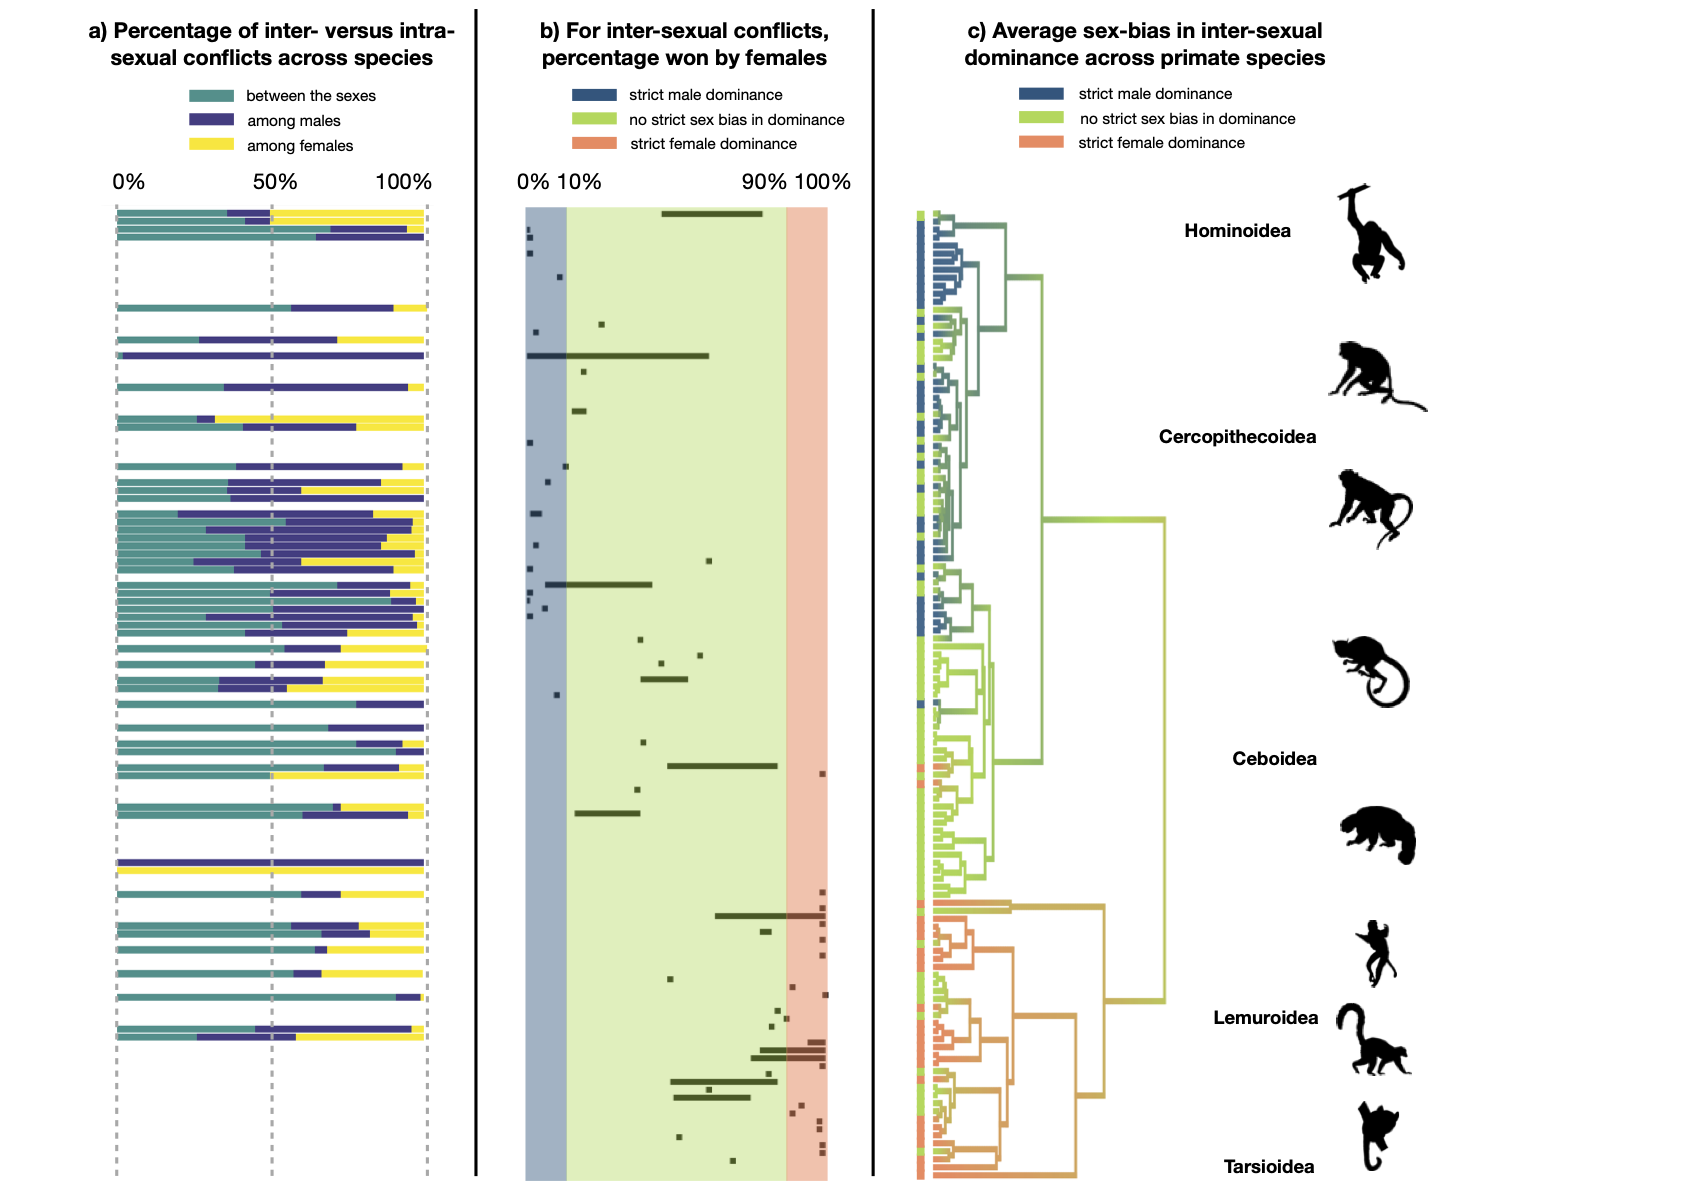 a) Percentage of inter- versus intra-
sexual conflicts across species
between the sexes
among males
among females
0% 50% 100%
b) For inter-sexual conflicts,
percentage won by females
strict male dominance
no strict sex bias in dominance
strict female dominance
0% 10% 90% 100%
c) Average sex-bias in inter-sexual
dominance across primate species
strict male dominance
no strict sex bias in dominance
strict female dominance
Hominoidea
Cercopithecoidea
Ceboidea
Lemuroidea
Tarsioidea